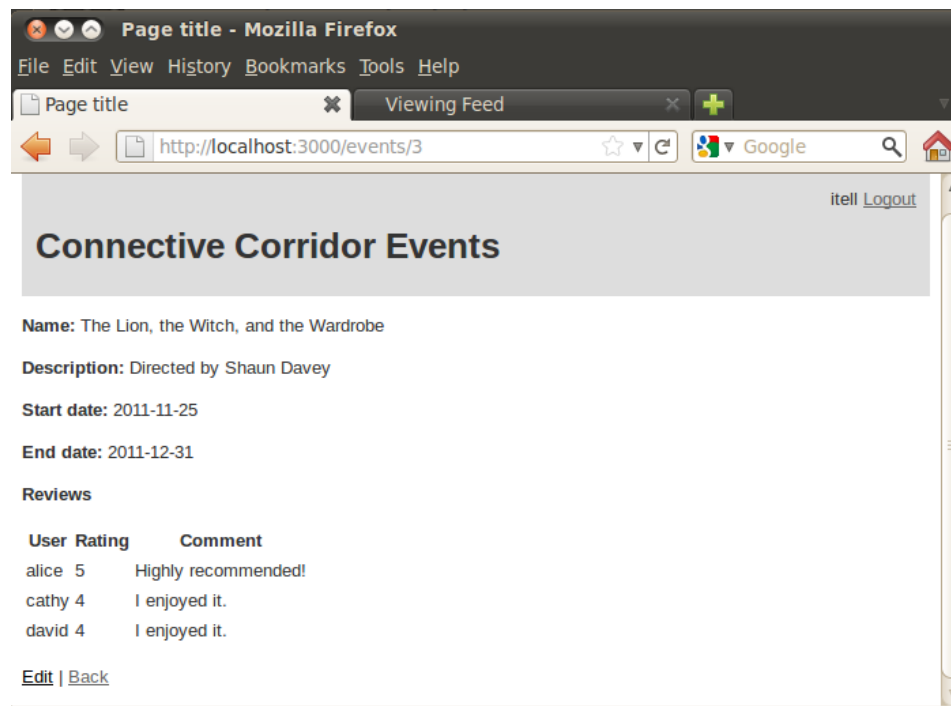 Page title - Mozilla Firefox
File Edit View History Bookmarks Tools Help
Page title Viewing Feed
http://localhost:3000/events/3 Google
itell Logout
Connective Corridor Events
Name: The Lion, the Witch, and the Wardrobe
Description: Directed by Shaun Davey
Start date: 2011-11-25
End date: 2011-12-31
Reviews
User Rating Comment
alice 5 Highly recommended!
cathy 4 I enjoyed it.
david 4 I enjoyed it.
Edit | Back